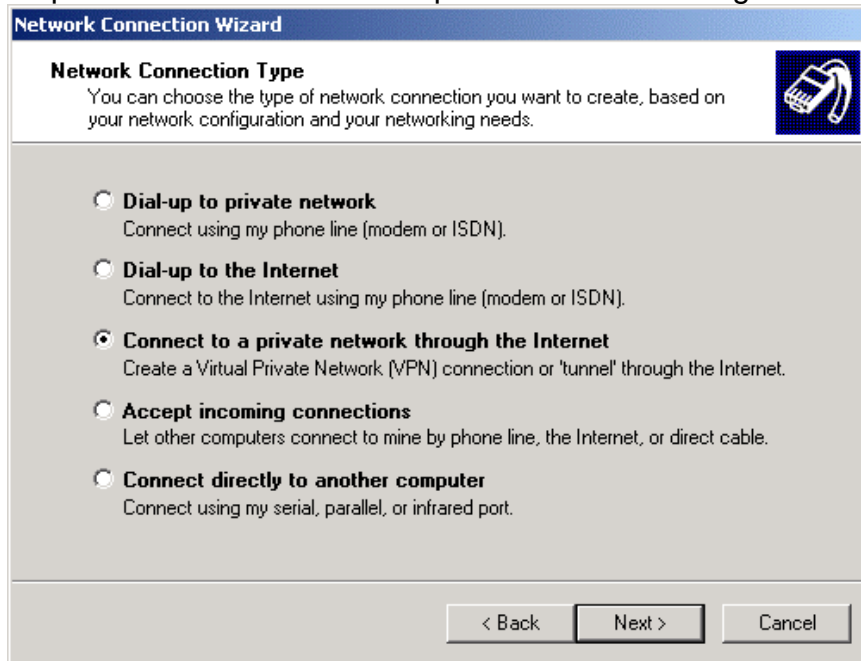 Network Connection Wizard
Network Connection Type
You can choose the type of network connection you want to create, based on
your network configuration and your networking needs.
Dial-up to private network
Connect using my phone line (modem or ISDN).
Dial-up to the Internet
Connect to the Internet using my phone line (modem or ISDN).
Connect to a private network through the Internet
Create a Virtual Private Network (VPN) connection or 'tunnel' through the Internet.
Accept incoming connections
Let other computers connect to mine by phone line, the Internet, or direct cable.
Connect directly to another computer
Connect using my serial, parallel, or infrared port.
< Back Next > Cancel